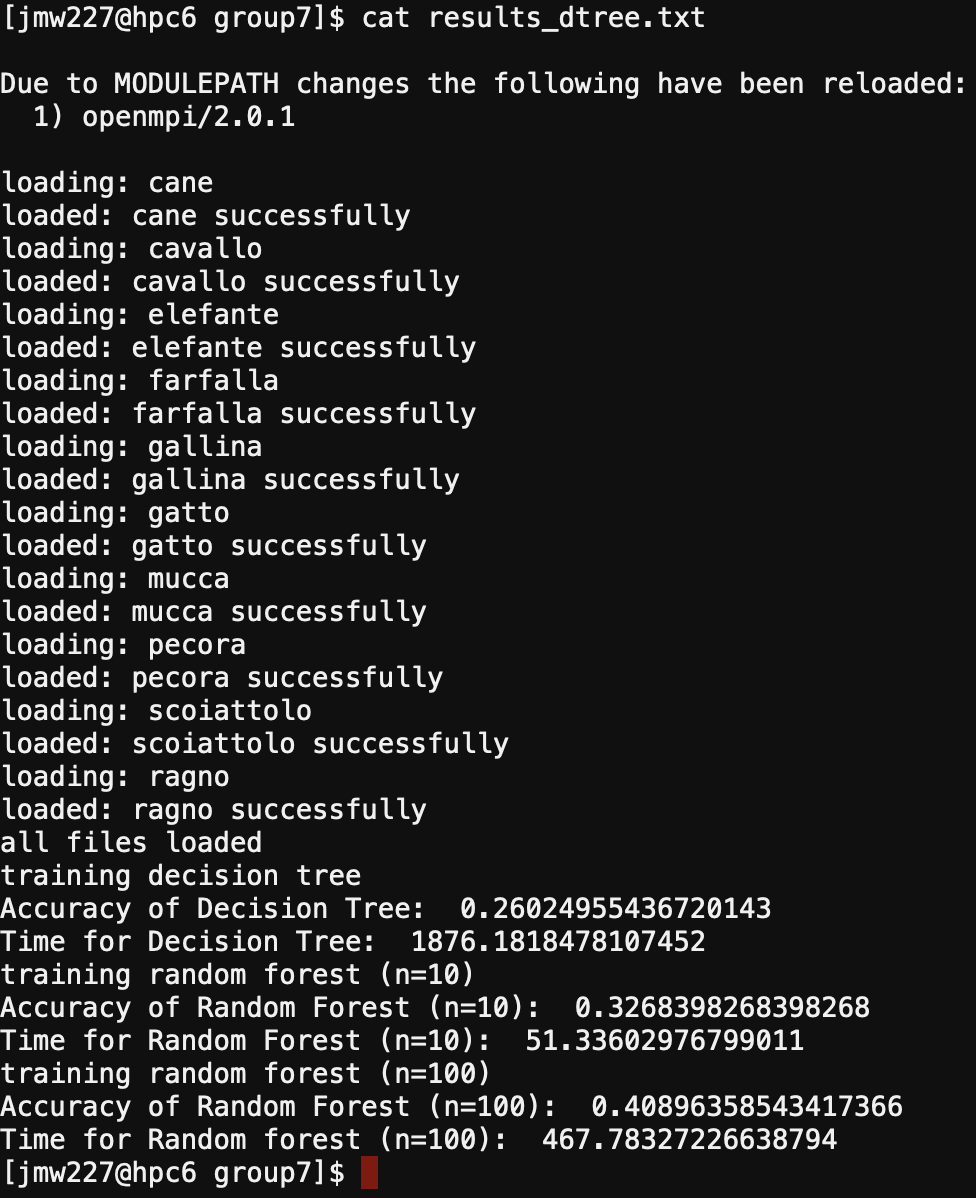 [jmw227@hpc6 group7]$ cat results_dtree.txt
Due to MODULEPATH changes the following have been reloaded:
1) openmpi/2.0.1
loading: cane
loaded: cane successfully
loading: cavallo
loaded: cavallo successfully
loading: elefante
loaded: elefante successfully
loading: farfalla
loaded: farfalla successfully
loading: gallina
loaded: gallina successfully
loading: gatto
loaded: gatto successfully
loading: mucca
loaded: mucca successfully
loading: pecora
loaded: pecora successfully
loading: scoiattolo
loaded: scoiattolo successfully
loading: ragno
loaded: ragno successfully
all files loaded
training decision tree
Accuracy of Decision Tree:  0.26024955436720143
Time for Decision Tree:  1876.1818478107452
training random forest (n=10)
Accuracy of Random Forest (n=10):  0.3268398268398268
Time for Random Forest (n=10):  51.33602976799011
training random forest (n=100)
Accuracy of Random Forest (n=100):  0.40896358543417366
Time for Random forest (n=100):  467.78327226638794
[jmw227@hpc6 group7]$